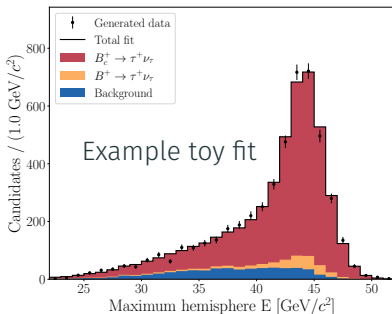 Generated data
Total fit
B_c^+ → τ^+ν_τ
B^+ → τ^+ν_τ
Background
Example toy fit
Candidates / (1.0 GeV/c^2)
800
600
400
200
0
25 30 35 40 45 50
Maximum hemisphere E [GeV/c^2]